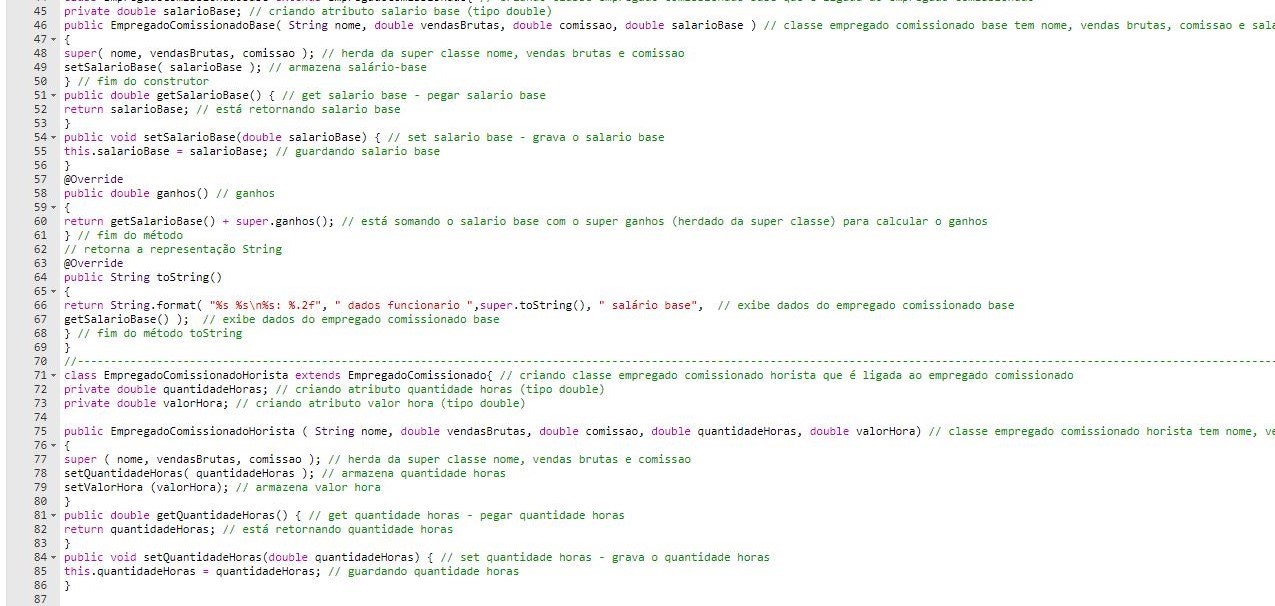 44 class EmpregadoComissionadoBase extends EmpregadoComissionado{ // criando classe empregado comissionado base que é ligada ao empregado comissionado
45 private double salarioBase; // criando atributo salario base (tipo double)
46 public EmpregadoComissionadoBase( String nome, double vendasBrutas, double comissao, double salarioBase ) // classe empregado comissionado base tem nome, vendas brutas, comissao e sala
47 {
48 super( nome, vendasBrutas, comissao ); // herda da super classe nome, vendas brutas e comissao
49 setSalarioBase( salarioBase ); // armazena salário-base
50 } // fim do construtor
51 public double getSalarioBase() { // get salario base - pegar salario base
52 return salarioBase; // está retornando salario base
53 }
54 public void setSalarioBase(double salarioBase) { // set salario base - grava o salario base
55 this.salarioBase = salarioBase; // guardando salario base
56 }
57 @Override
58 public double ganhos() // ganhos
59 {
60 return getSalarioBase() + super.ganhos(); // está somando o salario base com o super ganhos (herdado da super classe) para calcular o ganhos
61 } // fim do método
62 // retorna a representação String
63 @Override
64 public String toString()
65 {
66 return String.format( "%s %s\n%s: %.2f", " dados funcionario ",super.toString(), " salário base",  // exibe dados do empregado comissionado base
67 getSalarioBase() );  // exibe dados do empregado comissionado base
68 } // fim do método toString
69 }
70 //--------------------------------------------------------------------------------
71 class EmpregadoComissionadoHorista extends EmpregadoComissionado{ // criando classe empregado comissionado horista que é ligada ao empregado comissionado
72 private double quantidadeHoras; // criando atributo quantidade horas (tipo double)
73 private double valorHora; // criando atributo valor hora (tipo double)
74
75 public EmpregadoComissionadoHorista ( String nome, double vendasBrutas, double comissao, double quantidadeHoras, double valorHora) // classe empregado comissionado horista tem nome, ve
76 {
77 super ( nome, vendasBrutas, comissao ); // herda da super classe nome, vendas brutas e comissao
78 setQuantidadeHoras( quantidadeHoras ); // armazena quantidade horas
79 setValorHora (valorHora); // armazena valor hora
80 }
81 public double getQuantidadeHoras() { // get quantidade horas - pegar quantidade horas
82 return quantidadeHoras; // está retornando quantidade horas
83 }
84 public void setQuantidadeHoras(double quantidadeHoras) { // set quantidade horas - grava o quantidade horas
85 this.quantidadeHoras = quantidadeHoras; // guardando quantidade horas
86 }
87